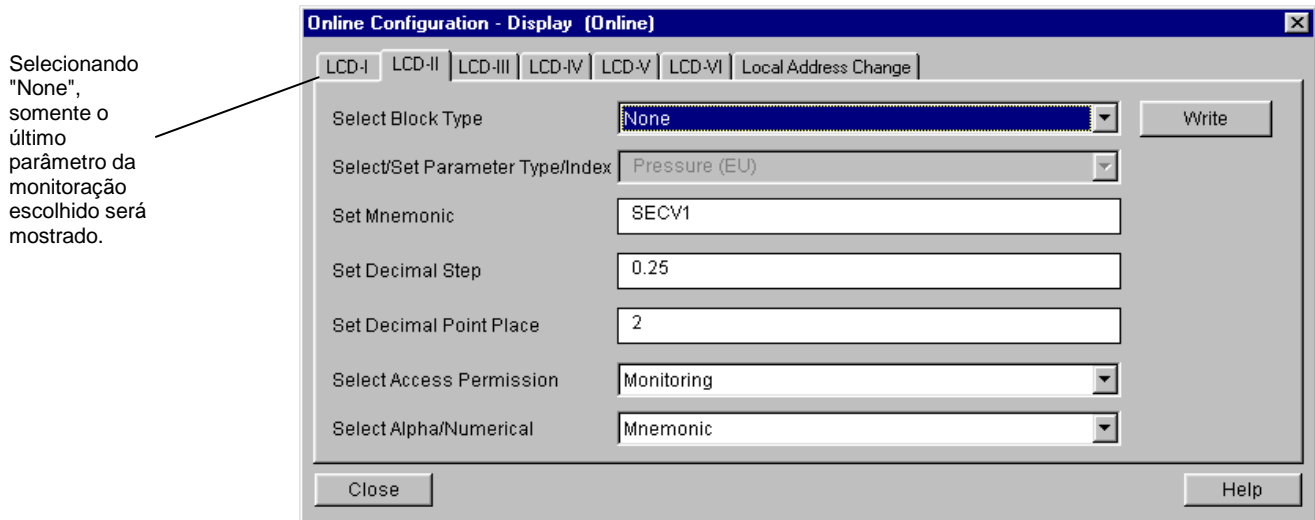 Selecionando
"None",
somente o
último
parâmetro da
monitoração
escolhido será
mostrado.
Online Configuration - Display (Online)
LCD-I LCD-II LCD-III LCD-IV LCD-V LCD-VI Local Address Change
Select Block Type None Write
Select/Set Parameter Type/Index Pressure (EU)
Set Mnemonic SECV1
Set Decimal Step 0.25
Set Decimal Point Place 2
Select Access Permission Monitoring
Select Alpha/Numerical Mnemonic
Close Help